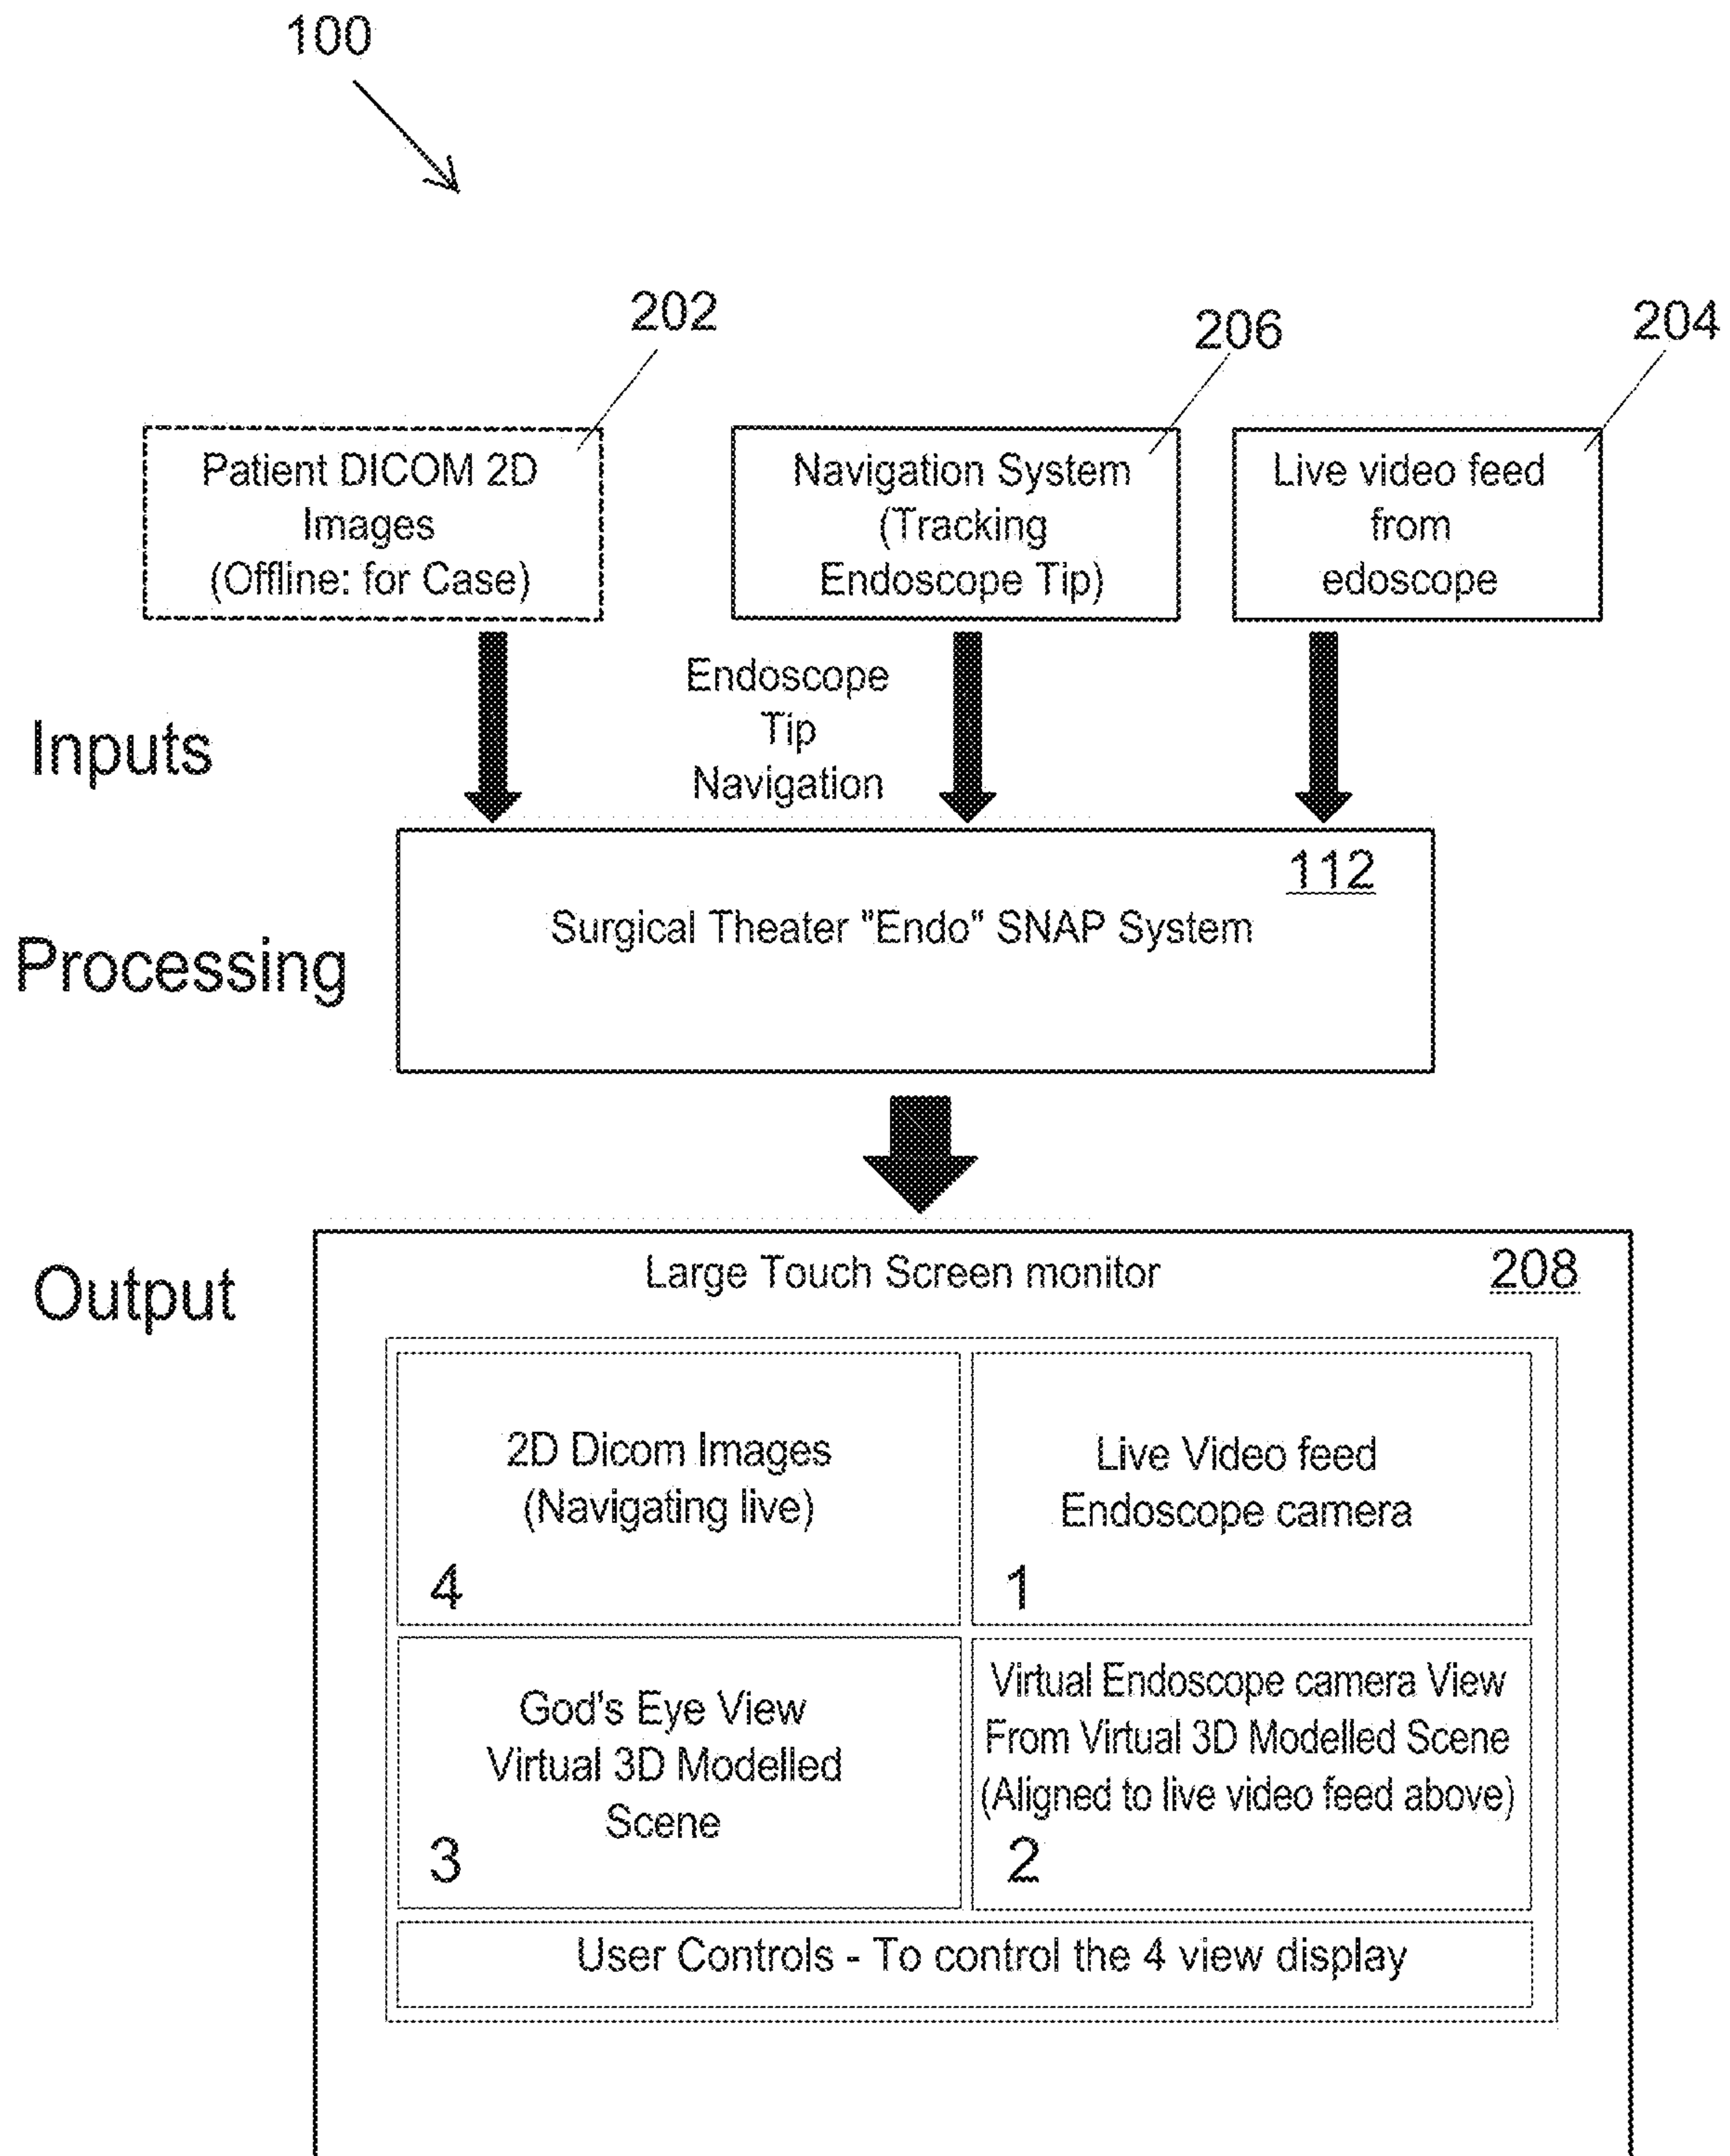 100
202
206
204
Patient DICOM 2D
Images
(Offline: for Case)
Navigation System
(Tracking
Endoscope Tip)
Live video feed
from
edoscope
Inputs
Endoscope
Tip
Navigation
Processing
112
Surgical Theater "Endo" SNAP System
Output
Large Touch Screen monitor
208
2D Dicom Images
(Navigating live)
4
Live Video feed
Endoscope camera
1
God's Eye View
Virtual 3D Modelled
Scene
3
Virtual Endoscope camera View
From Virtual 3D Modelled Scene
(Aligned to live video feed above)
2
User Controls - To control the 4 view display